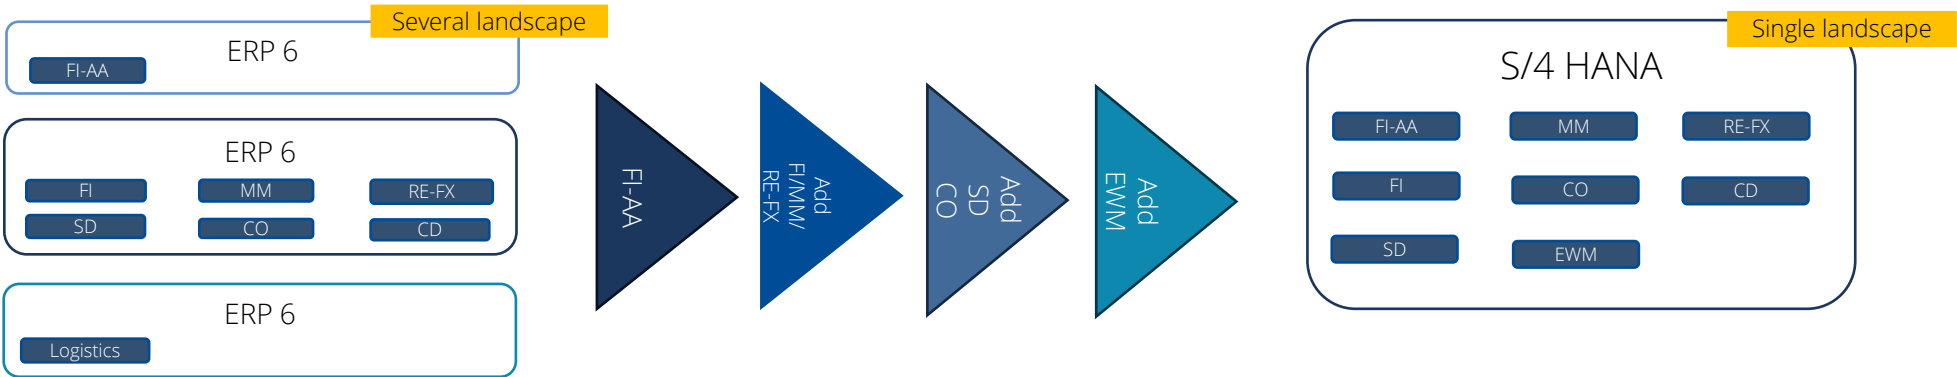 Several landscape
ERP 6
FI-AA
ERP 6
FI
MM
RE-FX
SD
CO
CD
ERP 6
Logistics
FI-AA
Add
FI/MM/
RE-FX
Add
SD
CO
Add
EWM
Single landscape
S/4 HANA
FI-AA
MM
RE-FX
FI
CO
CD
SD
EWM